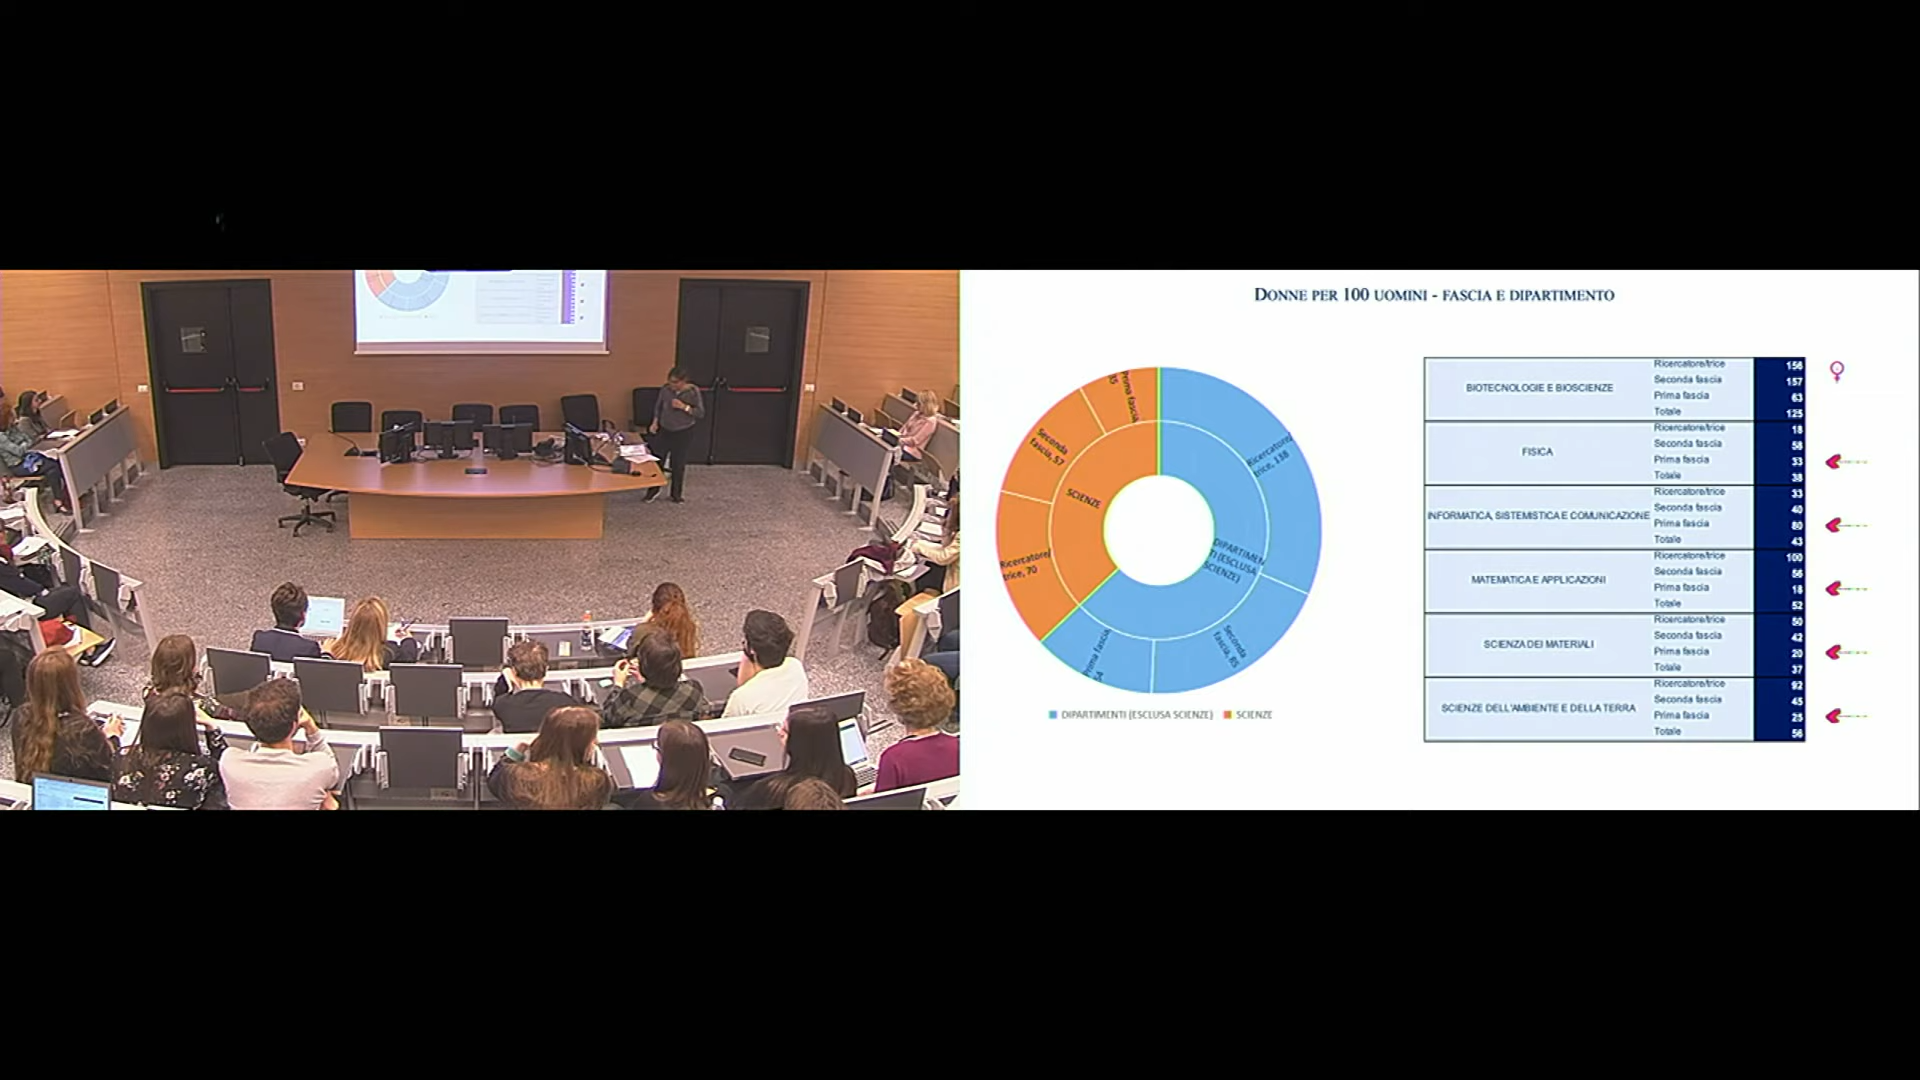 DONNE PER 100 UOMINI - FASCIA E DIPARTIMENTO
Prima fascia, 35
Seconda fascia, 57
Ricercatore/trice, 70
SCIENZE
Ricercatore/trice, 138
DIPARTIMENTI (ESCLUSA SCIENZE)
Seconda fascia, 85
Prima fascia, 54
DIPARTIMENTI (ESCLUSA SCIENZE) SCIENZE
BIOTECNOLOGIE E BIOSCIENZE
Ricercatore/trice 156
Seconda fascia 157
Prima fascia 63
Totale 125
FISICA
Ricercatore/trice 18
Seconda fascia 58
Prima fascia 33
Totale 38
INFORMATICA, SISTEMISTICA E COMUNICAZIONE
Ricercatore/trice 33
Seconda fascia 40
Prima fascia 80
Totale 43
MATEMATICA E APPLICAZIONI
Ricercatore/trice 100
Seconda fascia 56
Prima fascia 18
Totale 52
SCIENZA DEI MATERIALI
Ricercatore/trice 50
Seconda fascia 42
Prima fascia 20
Totale 37
SCIENZE DELL'AMBIENTE E DELLA TERRA
Ricercatore/trice 92
Seconda fascia 45
Prima fascia 25
Totale 56